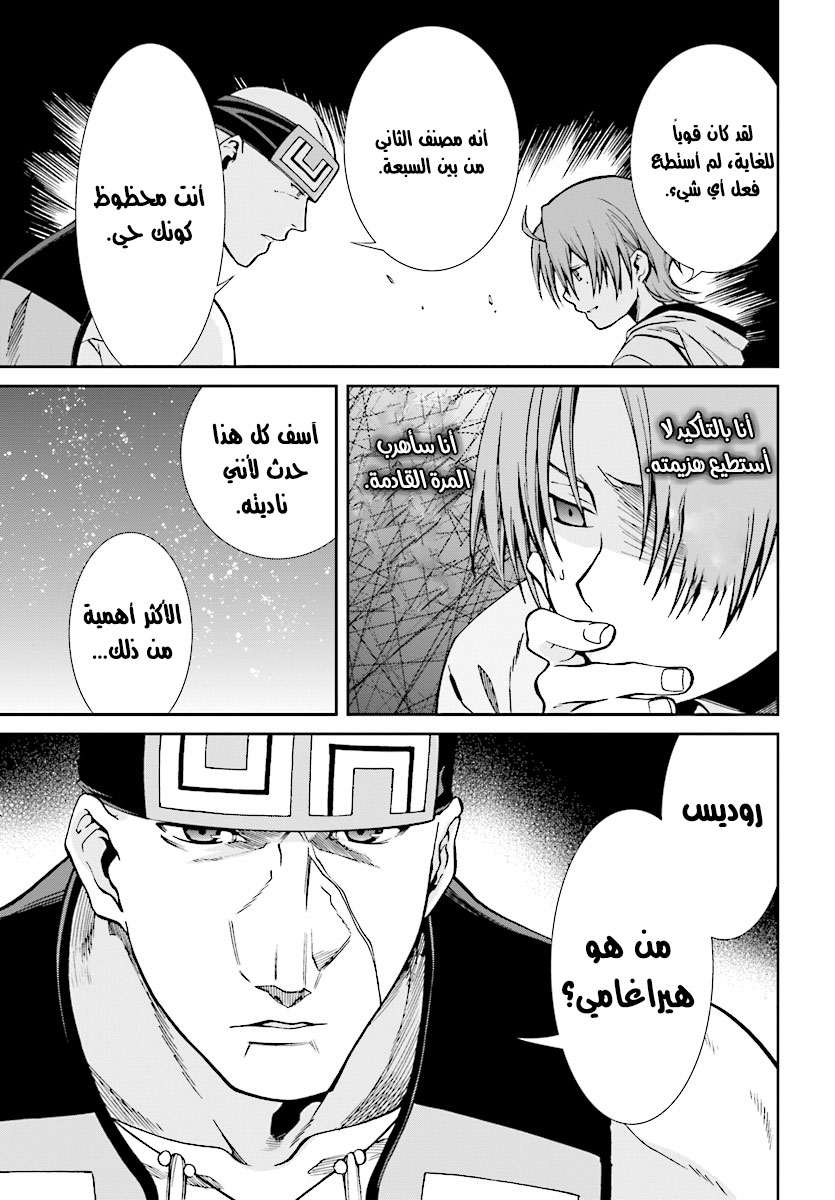 لقد كان قوياً
للغاية، لم أستطع
فعل أي شيء.
أنه مصنف الثاني
من بين السبعة.
أنت محظوظ
كونك حي.
أنا بالتأكيد لا
أستطيع هزيمته.
أنا سأهرب
المرة القادمة.
أسف كل هذا
حدث لأنني
ناديته.
الأكثر أهمية
من ذلك...
روديس
من هو
هيراغامي؟